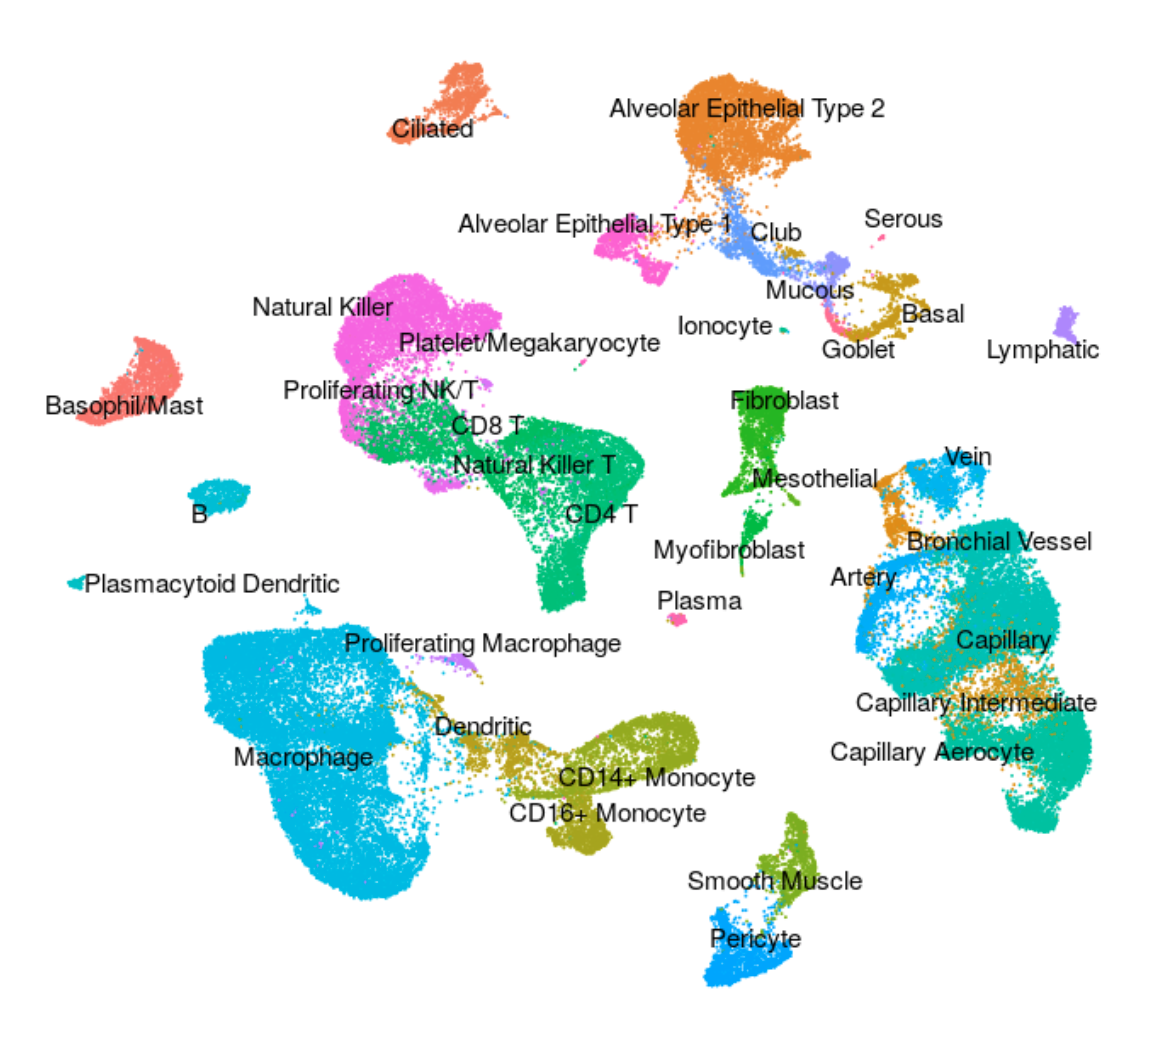 Alveolar Epithelial Type 2
Ciliated
Serous
Alveolar Epithelial Type 1
Club
Mucous
Natural Killer
Basal
Ionocyte
Platelet/Megakaryocyte
Goblet
Lymphatic
Proliferating NK/T
Fibroblast
Basophil/Mast
CD8 T
Vein
Natural Killer T
Mesothelial
B
CD4 T
Bronchial Vessel
Myofibroblast
Artery
Plasmacytoid Dendritic
Plasma
Capillary
Proliferating Macrophage
Capillary Intermediate
Dendritic
Capillary Aerocyte
Macrophage
CD14+ Monocyte
CD16+ Monocyte
Smooth Muscle
Pericyte